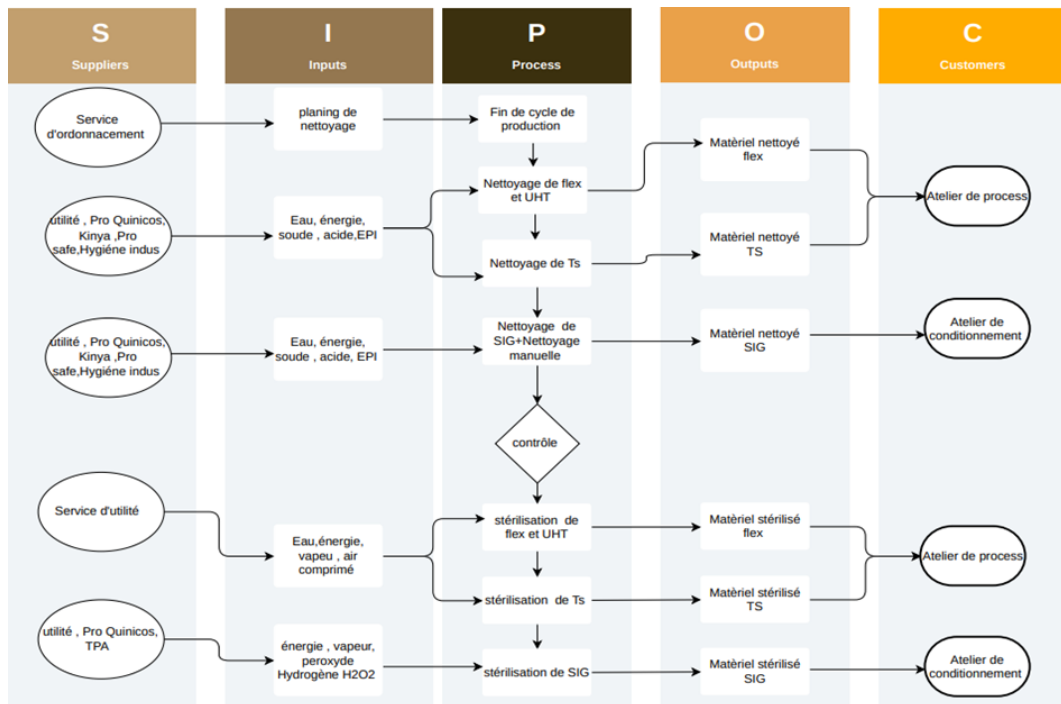 S
Suppliers
I
Inputs
P
Process
O
Outputs
C
Customers
Service
d'ordonnacement
planing de
nettoyage
Fin de cycle de
production
Matèriel nettoyé
flex
Nettoyage de flex
et UHT
Atelier de process
utilité , Pro Quinicos,
Kinya ,Pro
safe,Hygiéne indus
Eau, énergie,
soude , acide,EPI
Matèriel nettoyé
TS
Nettoyage de Ts
utilité , Pro Quinicos,
Kinya ,Pro
safe,Hygiéne indus
Eau, énergie,
soude , acide, EPI
Nettoyage de
SIG+Nettoyage
manuelle
Matèriel nettoyé
SIG
Atelier de
conditionnement
contrôle
Service d'utilité
Eau,énergie,
vapeu , air
comprimé
stérilisation de
flex et UHT
Matèriel stérilisé
flex
Atelier de process
stérilisation de Ts
Matèriel stérilisé
TS
utilité , Pro Quinicos,
TPA
énergie , vapeur,
peroxyde
Hydrogène H2O2
stérilisation de SIG
Matèriel stérilisé
SIG
Atelier de
conditionnement